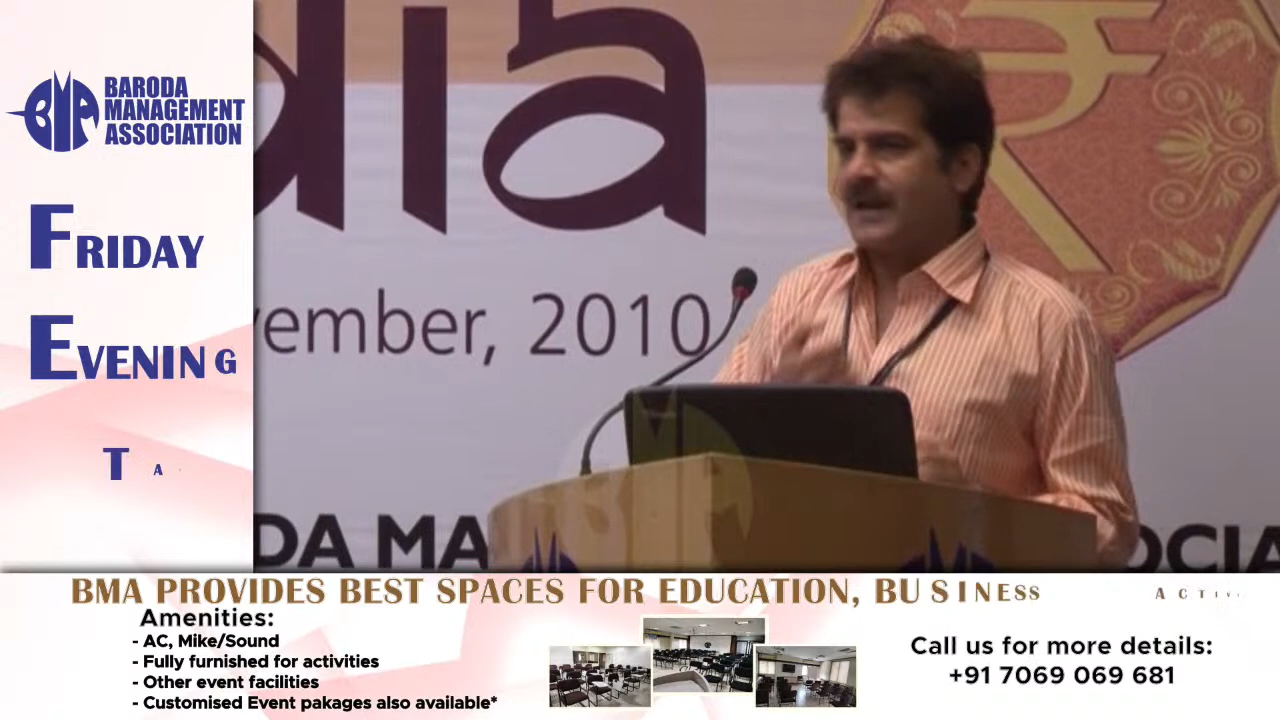 BMA
BARODA
MANAGEMENT
ASSOCIATION
FRIDAY
EVENING
T A
dia
vember, 2010
DA MA
OCIA
BMA PROVIDES BEST SPACES FOR EDUCATION, BUSINESS ACTIV
Amenities:
- AC, Mike/Sound
- Fully furnished for activities
- Other event facilities
- Customised Event pakages also available*
Call us for more details:
+91 7069 069 681